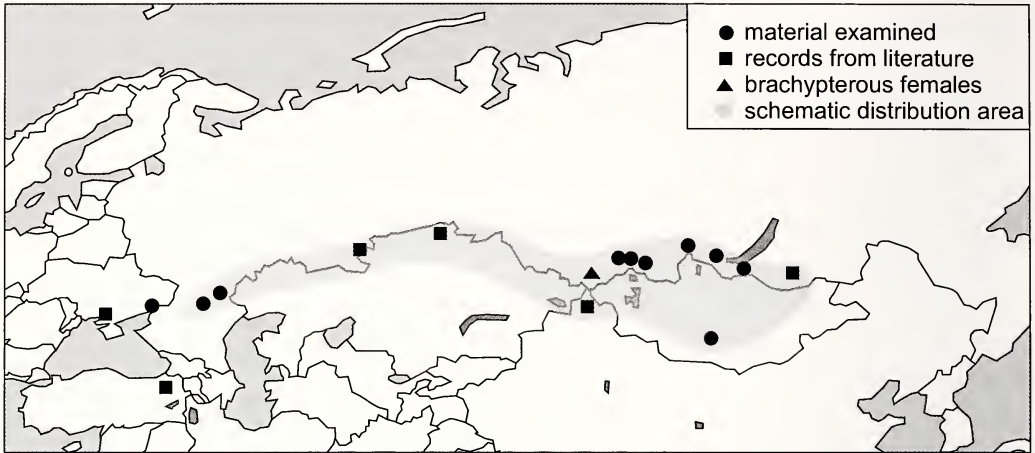 material examined
records from literature
brachypterous females
schematic distribution area